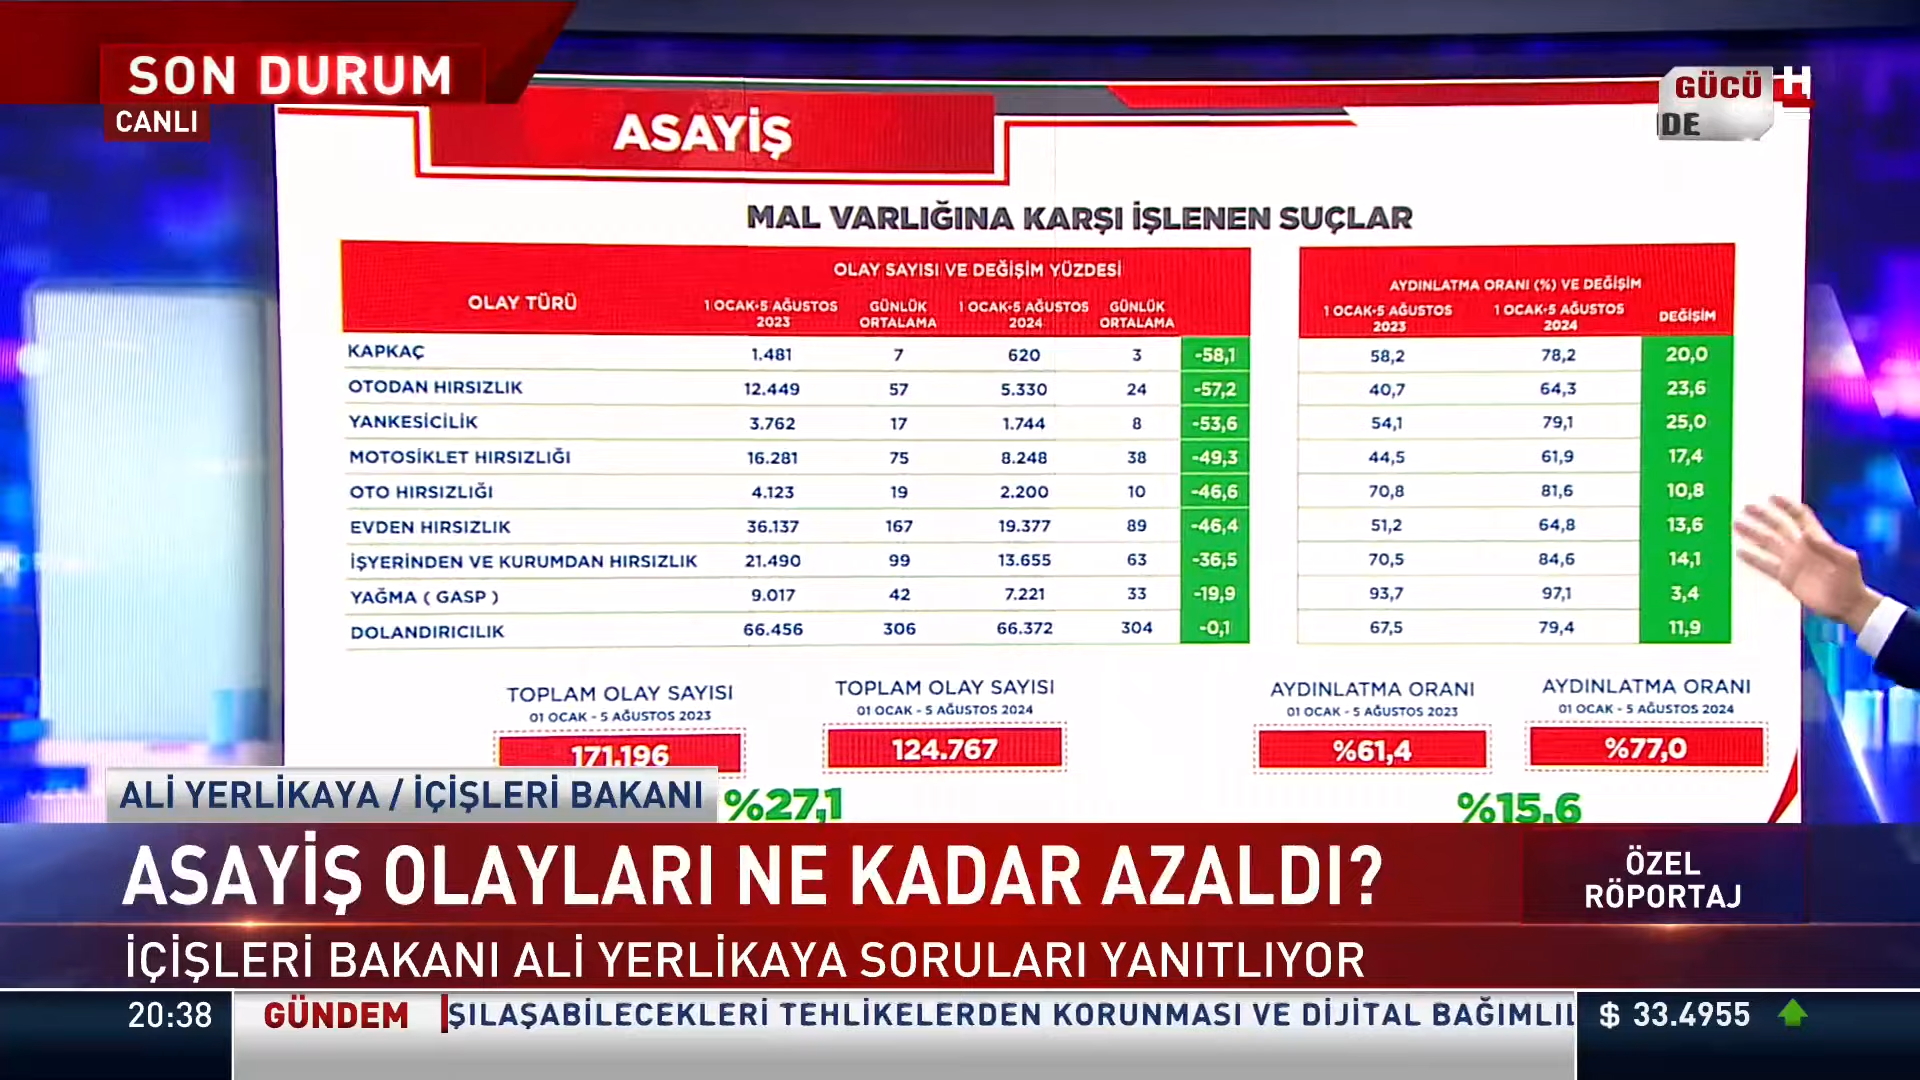 SON DURUM
CANLI
GÜCÜ H
DE
ASAYİŞ
MAL VARLIĞINA KARŞI İŞLENEN SUÇLAR
OLAY SAYISI VE DEĞİŞİM YÜZDESİ
OLAY TÜRÜ
1 OCAK-5 AĞUSTOS 2023
GÜNLÜK ORTALAMA
1 OCAK-5 AĞUSTOS 2024
GÜNLÜK ORTALAMA
AYDINLATMA ORANI (%) VE DEĞİŞİM
1 OCAK-5 AĞUSTOS 2023
1 OCAK-5 AĞUSTOS 2024
DEĞİŞİM
KAPKAÇ 1.481 7 620 3 -58,1 58,2 78,2 20,0
OTODAN HIRSIZLIK 12.449 57 5.330 24 -57,2 40,7 64,3 23,6
YANKESİCİLİK 3.762 17 1.744 8 -53,6 54,1 79,1 25,0
MOTOSİKLET HIRSIZLIĞI 16.281 75 8.248 38 -49,3 44,5 61,9 17,4
OTO HIRSIZLIĞI 4.123 19 2.200 10 -46,6 70,8 81,6 10,8
EVDEN HIRSIZLIK 36.137 167 19.377 89 -46,4 51,2 64,8 13,6
İŞYERİNDEN VE KURUMDAN HIRSIZLIK 21.490 99 13.655 63 -36,5 70,5 84,6 14,1
YAĞMA ( GASP ) 9.017 42 7.221 33 -19,9 93,7 97,1 3,4
DOLANDIRICILIK 66.456 306 66.372 304 -0,1 67,5 79,4 11,9
TOPLAM OLAY SAYISI
01 OCAK - 5 AĞUSTOS 2023
171.196
TOPLAM OLAY SAYISI
01 OCAK - 5 AĞUSTOS 2024
124.767
AYDINLATMA ORANI
01 OCAK - 5 AĞUSTOS 2023
%61,4
AYDINLATMA ORANI
01 OCAK - 5 AĞUSTOS 2024
%77,0
%27,1
%15,6
ALİ YERLİKAYA / İÇİŞLERİ BAKANI
ASAYİŞ OLAYLARI NE KADAR AZALDI?
ÖZEL
RÖPORTAJ
İÇİŞLERİ BAKANI ALİ YERLİKAYA SORULARI YANITLIYOR
20:38 GÜNDEM ŞILAŞABİLECEKLERİ TEHLİKELERDEN KORUNMASI VE DİJİTAL BAĞIMLIL $ 33.4955